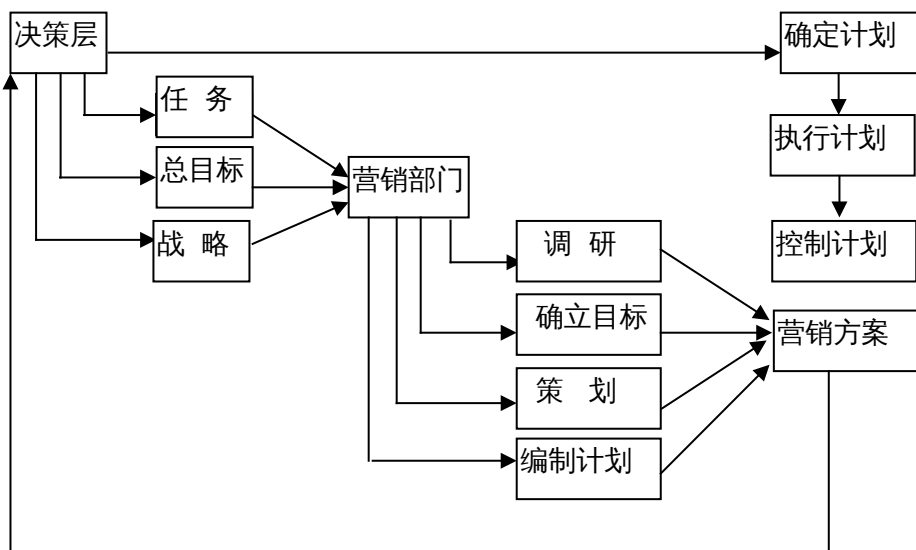 决策层
确定计划
任 务
执行计划
总目标
营销部门
战 略
调 研
控制计划
确立目标
营销方案
策 划
编制计划